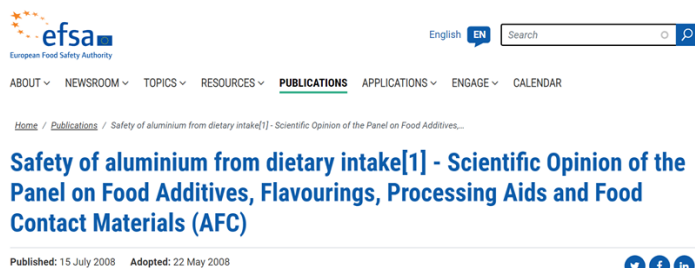 efsa
European Food Safety Authority
English EN Search
ABOUT NEWSROOM TOPICS RESOURCES PUBLICATIONS APPLICATIONS ENGAGE CALENDAR
Home / Publications / Safety of aluminium from dietary intake[1] - Scientific Opinion of the Panel on Food Additives,...
Safety of aluminium from dietary intake[1] - Scientific Opinion of the
Panel on Food Additives, Flavourings, Processing Aids and Food
Contact Materials (AFC)
Published: 15 July 2008 Adopted: 22 May 2008